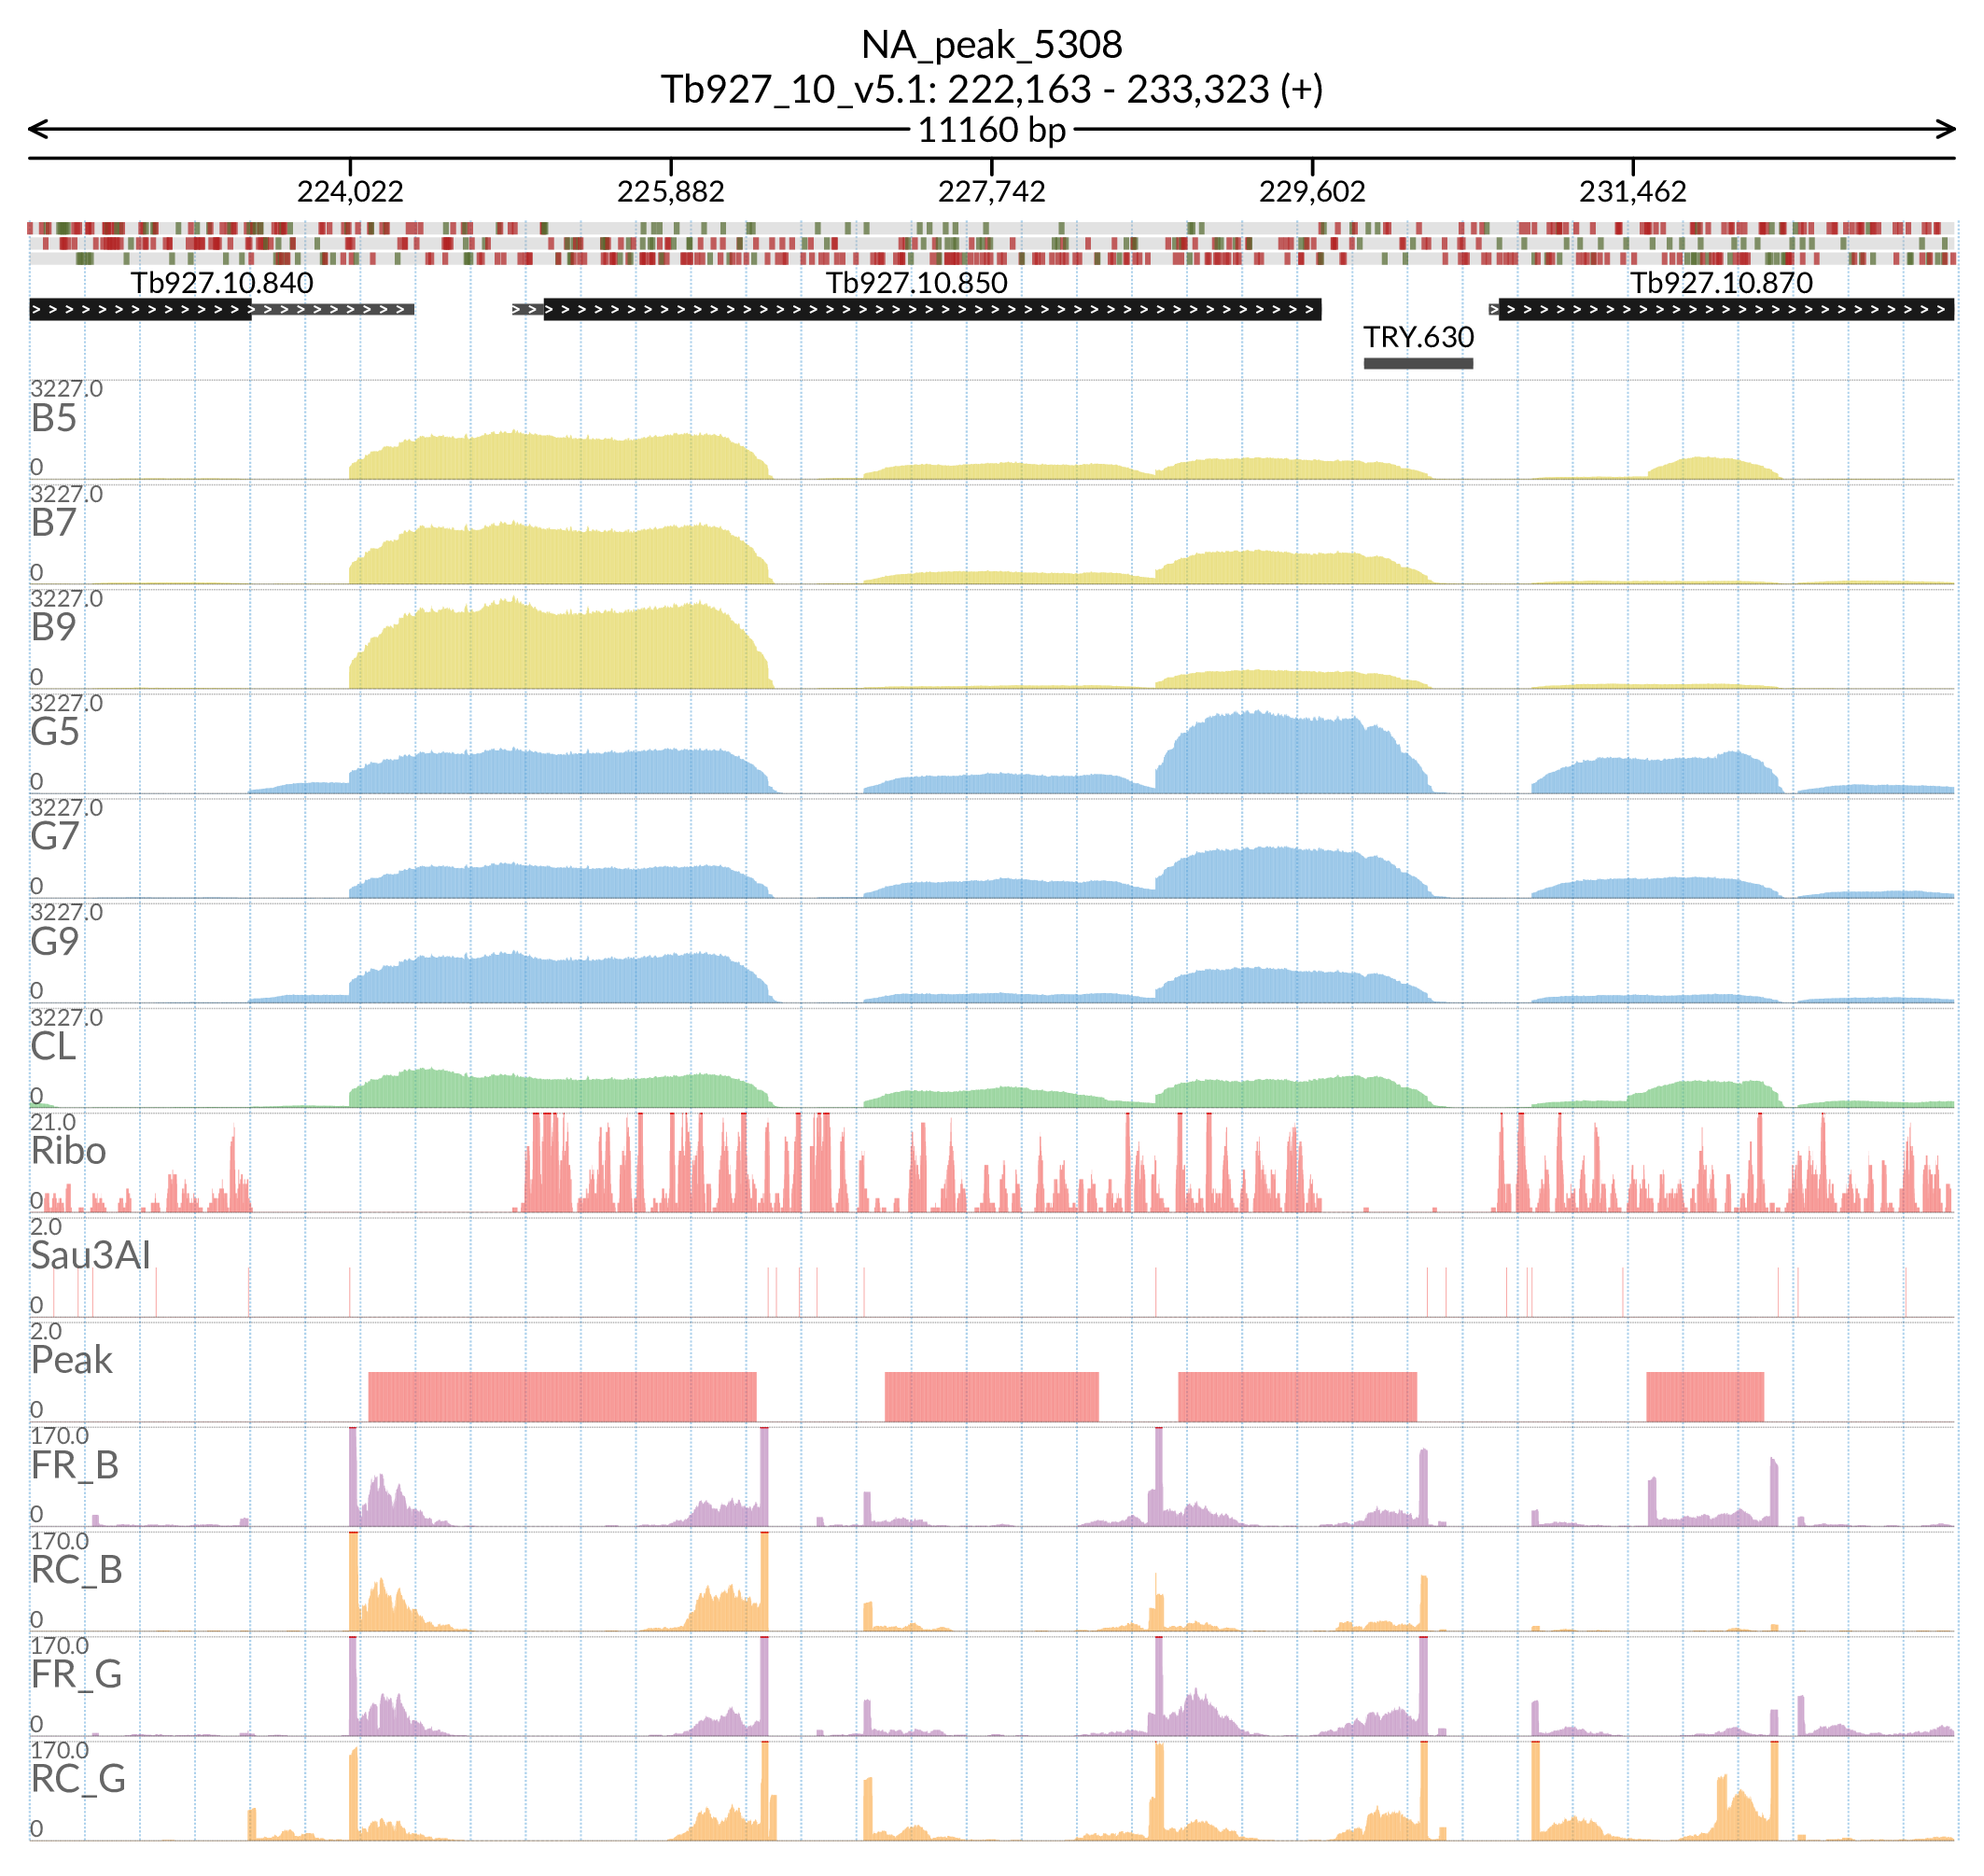 NA_peak_5308
Tb927_10_v5.1: 222,163 - 233,323 (+)
11160 bp
224,022 225,882 227,742 229,602 231,462
Tb927.10.840 Tb927.10.850 Tb927.10.870
TRY.630
3227.0
B5
0
3227.0
B7
0
3227.0
B9
0
3227.0
G5
0
3227.0
G7
0
3227.0
G9
0
3227.0
CL
0
21.0
Ribo
0
2.0
Sau3AI
0
2.0
Peak
0
170.0
FR_B
0
170.0
RC_B
0
170.0
FR_G
0
170.0
RC_G
0